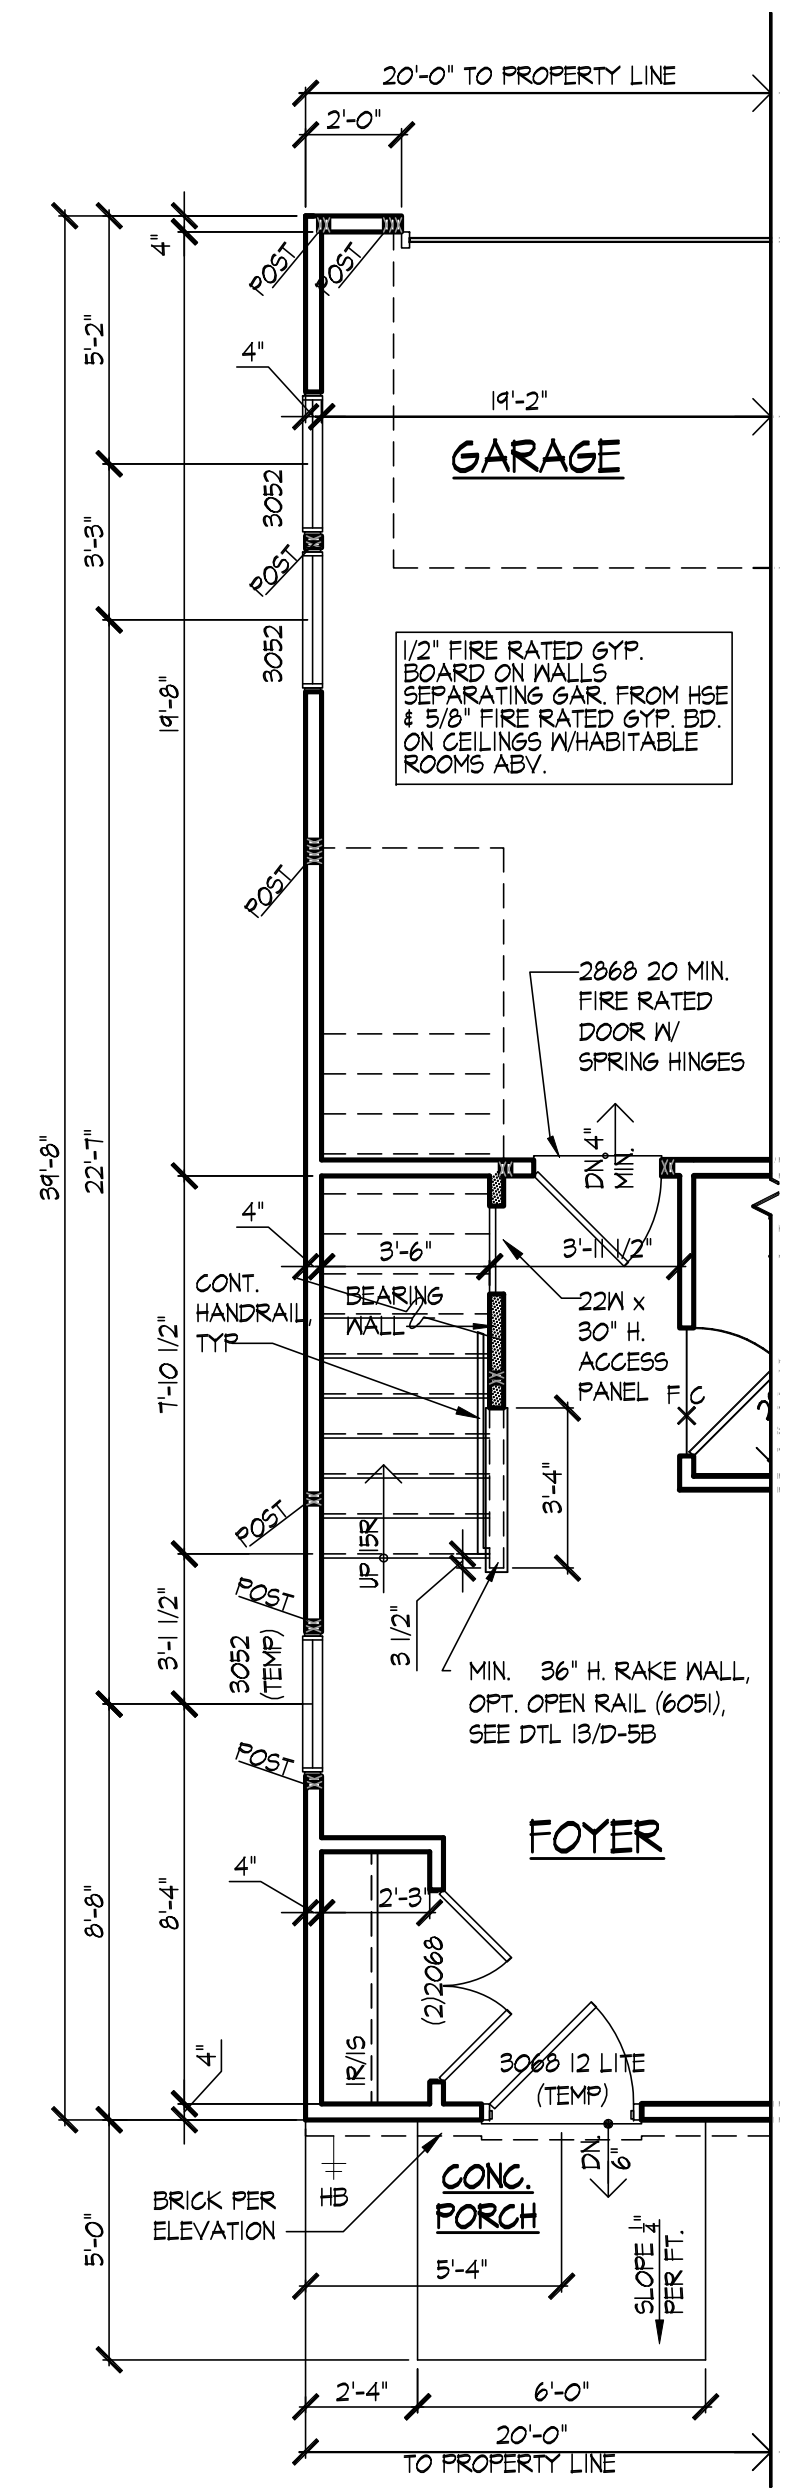 20'-0" TO PROPERTY LINE
2'-0"
4"
POST
POST
5'-2"
4"
19'-2"
GARAGE
3052
3'-3"
POST
3052
1/2" FIRE RATED GYP.
BOARD ON WALLS
SEPARATING GAR. FROM HSE
& 5/8" FIRE RATED GYP. BD.
ON CEILINGS W/HABITABLE
ROOMS ABV.
19'-8"
POST
2868 20 MIN.
FIRE RATED
DOOR W/
SPRING HINGES
39'-8"
22'-7"
DN. 4"
MIN.
4"
3'-6"
3'-11 1/2"
CONT.
HANDRAIL,
TYP
BEARING
WALL
22W x
30" H.
ACCESS
PANEL
F C
7'-10 1/2"
3'-4"
POST
UP 15R
POST
3'-1 1/2"
3052
(TEMP)
3 1/2"
MIN. 36" H. RAKE WALL,
OPT. OPEN RAIL (6051),
SEE DTL 13/D-5B
POST
FOYER
4"
2'-3"
8'-8"
8'-4"
(2)2068
1R/1S
3068 12 LITE
(TEMP)
4"
DN.
6"
HB
CONC.
PORCH
BRICK PER
ELEVATION
5'-0"
5'-4"
SLOPE 1/4"
PER FT.
2'-4"
6'-0"
20'-0"
TO PROPERTY LINE